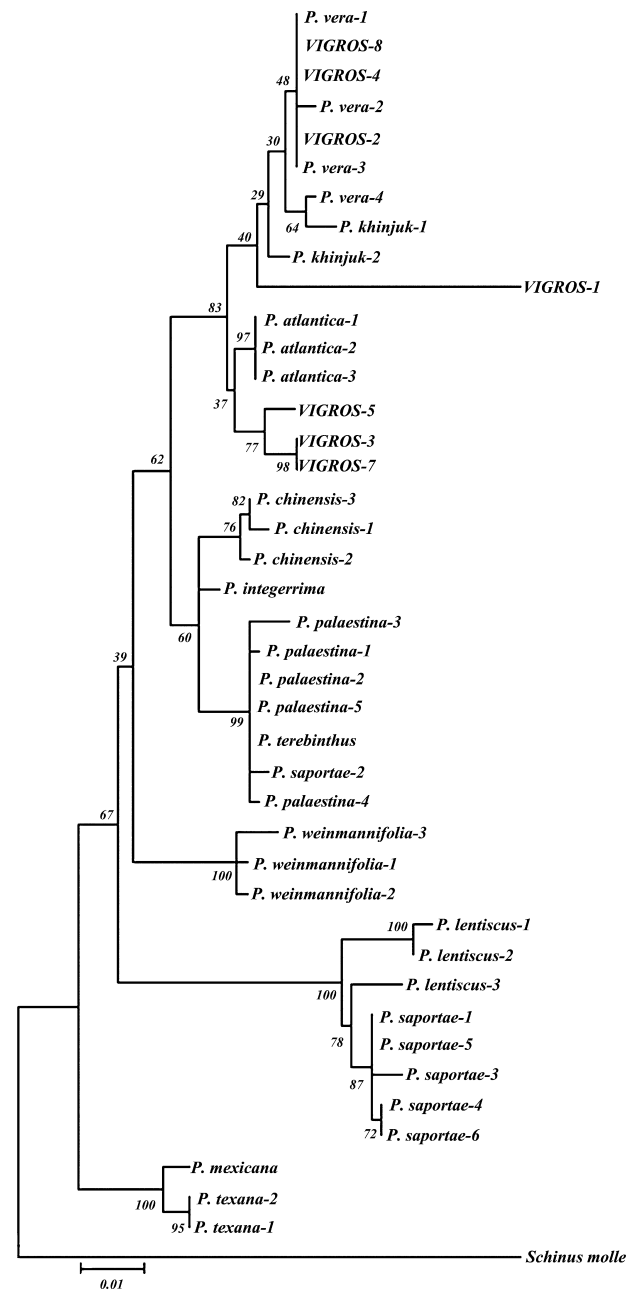 P. vera-1
VIGROS-8
VIGROS-4
48
P. vera-2
VIGROS-2
30
P. vera-3
29
P. vera-4
64
P. khinjuk-1
40
P. khinjuk-2
VIGROS-1
83
P. atlantica-1
97
P. atlantica-2
P. atlantica-3
37
VIGROS-5
77
VIGROS-3
62
98
VIGROS-7
82
P. chinensis-3
76
P. chinensis-1
P. chinensis-2
P. integerrima
60
P. palaestina-3
39
P. palaestina-1
P. palaestina-2
P. palaestina-5
99
P. terebinthus
P. saportae-2
P. palaestina-4
67
P. weinmannifolia-3
P. weinmannifolia-1
100
P. weinmannifolia-2
100
P. lentiscus-1
P. lentiscus-2
100
P. lentiscus-3
P. saportae-1
78
P. saportae-5
87
P. saportae-3
P. saportae-4
72
P. saportae-6
P. mexicana
100
P. texana-2
95
P. texana-1
Schinus molle
0.01